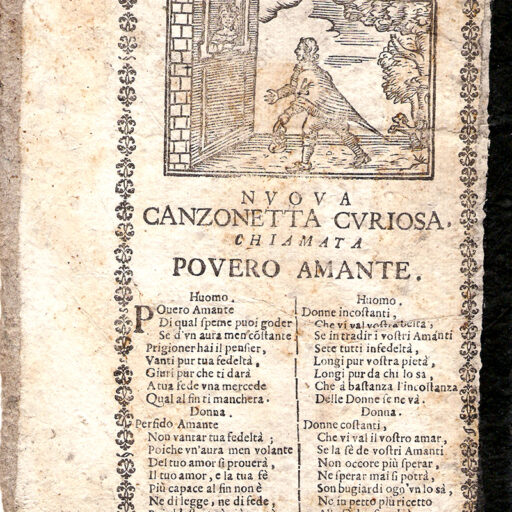 NVOVA
CANZONETTA CVRIOSA,
CHIAMATA
POVERO AMANTE.
Huomo.
POuero Amante
Di qual speme puoi goder
Se d'vn aura men costante
Prigioner hai il pensier,
Vanti pur tua fedeltà,
Giuri pur che ti darà
A tua fede vna mercede
Qual al fin ti manchera.
Donna.
Perfido Amante
Non vantar tua fedeltà;
Poiche vn'aura men volante
Del tuo amor si prouerà,
Il tuo amor, e la tua fè
Più capace al fin non è
Ne di legge, ne di fede,
Huomo.
Donne incostanti,
Che vi val vostra beltà,
Se in tradir i vostri Amanti
Sete tutti infedeltà,
Longi pur vostra pietà,
Longi pur da chi lo sa,
Che à bastanza l'incostanza
Delle Donne se ne và.
Donna.
Donne costanti,
Che vi val il vostro amar,
Se la fè de vostri Amanti
Non occore più sperar,
Ne sperar mai si potrà,
Son bugiardi ogn'vn lo sà,
Ne in petto più ricetto